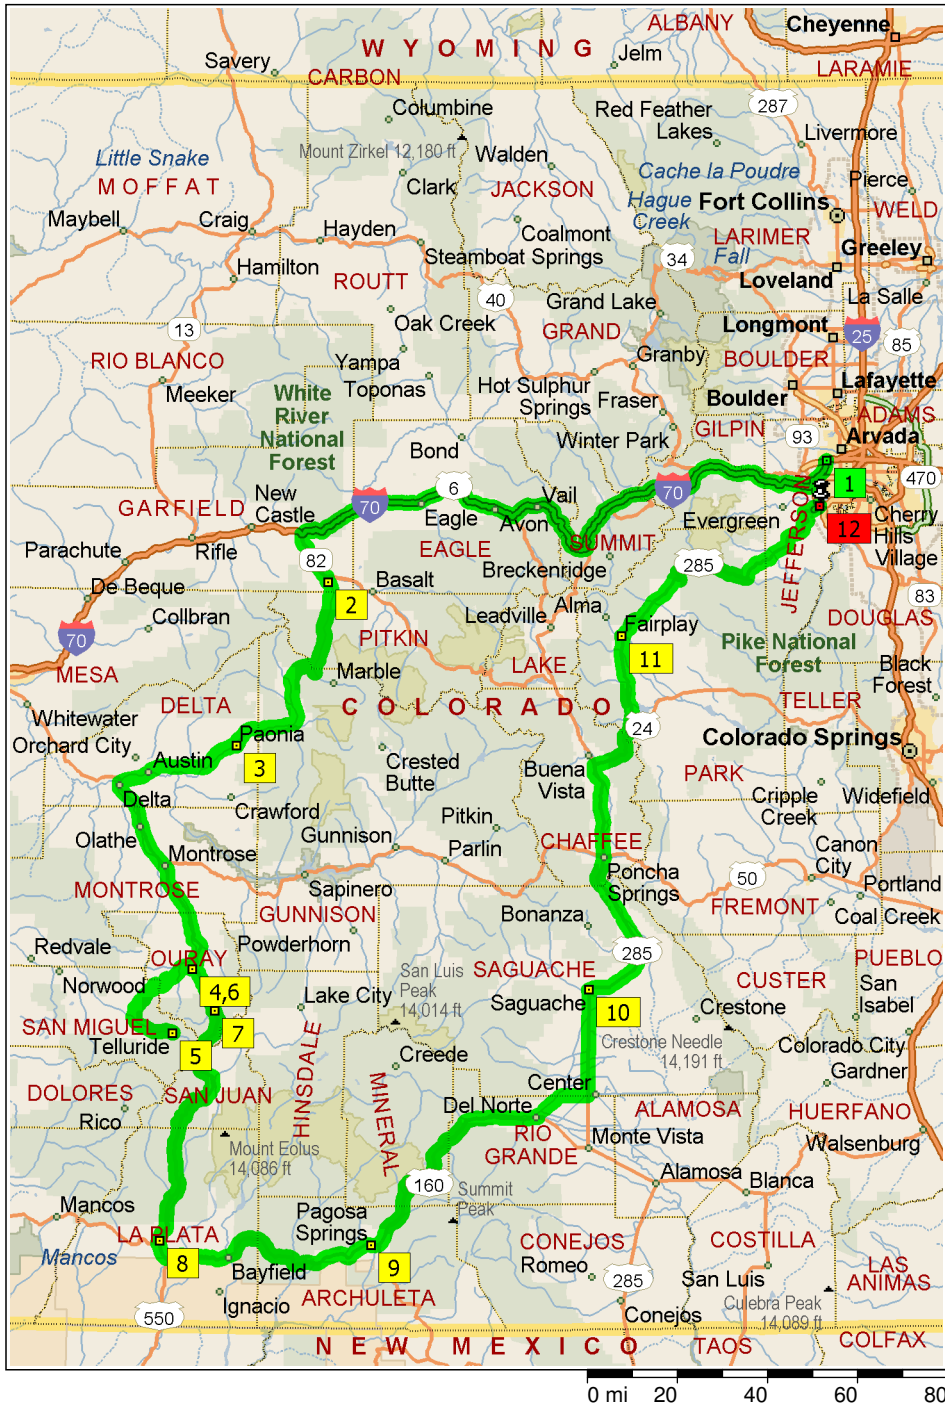 ALBANY
Cheyenne
WYOMING
Jelm
Savery
CARBON
LARAMIE
Columbine
Red Feather
Lakes
287
Livermore
Mount Zirkel 12,180 ft
Walden
Little Snake
MOFFAT
Clark
JACKSON
Cache la Poudre
Pierce
Hague
Creek
Fort Collins
WELD
Maybell
Craig
Hayden
Coalmont
LARIMER
Fall
Greeley
Steamboat Springs
34
Hamilton
ROUTT
Loveland
40
Grand Lake
La Salle
13
Oak Creek
GRAND
Longmont
25
85
RIO BLANCO
Yampa
Granby
BOULDER
Meeker
Toponas
Hot Sulphur
Springs
Fraser
Boulder
Lafayette
White
River
National
Forest
ADAMS
Winter Park
GILPIN
93
Arvada
Bond
470
6
New
Castle
70
Vail
70
1
GARFIELD
Eagle
Avon
Evergreen
JEFFERSON
Cherry
Hills
Village
Rifle
EAGLE
SUMMIT
12
Parachute
82
Breckenridge
285
De Beque
Basalt
83
2
Leadville
Alma
DOUGLAS
Collbran
Fairplay
70
PITKIN
Pike National
Forest
MESA
Marble
LAKE
11
Black
Forest
DELTA
COLORADO
TELLER
Whitewater
24
Orchard City
Paonia
Colorado Springs
Austin
3
Crested
Butte
Buena
Vista
PARK
Delta
Crawford
Cripple
Creek
Widefield
Olathe
Gunnison
Pitkin
CHAFFEE
Canon
City
Montrose
Parlin
Poncha
Springs
50
Portland
MONTROSE
Sapinero
FREMONT
Coal Creek
GUNNISON
Bonanza
Redvale
Powderhorn
285
OURAY
PUEBLO
San Luis
Peak
14,014 ft
SAGUACHE
CUSTER
San
Isabel
Norwood
4,6
Lake City
Saguache
10
Crestone
SAN MIGUEL
7
Telluride
5
Crestone Needle
14,191 ft
Colorado City
HINSDALE
Creede
Gardner
DOLORES
SAN JUAN
MINERAL
Center
Rico
Del Norte
ALAMOSA
HUERFANO
RIO
GRANDE
Monte Vista
Walsenburg
Mount Eolus
14,086 ft
160
Alamosa
Blanca
Summit
Peak
Mancos
Pagosa
Springs
LA PLATA
CONEJOS
COSTILLA
Mancos
8
Bayfield
9
Romeo
LAS
ANIMAS
Ignacio
ARCHULETA
285
San Luis
Culebra Peak
14,089 ft
550
Conejos
NEW MEXICO
TAOS
COLFAX
0 mi 20 40 60 80